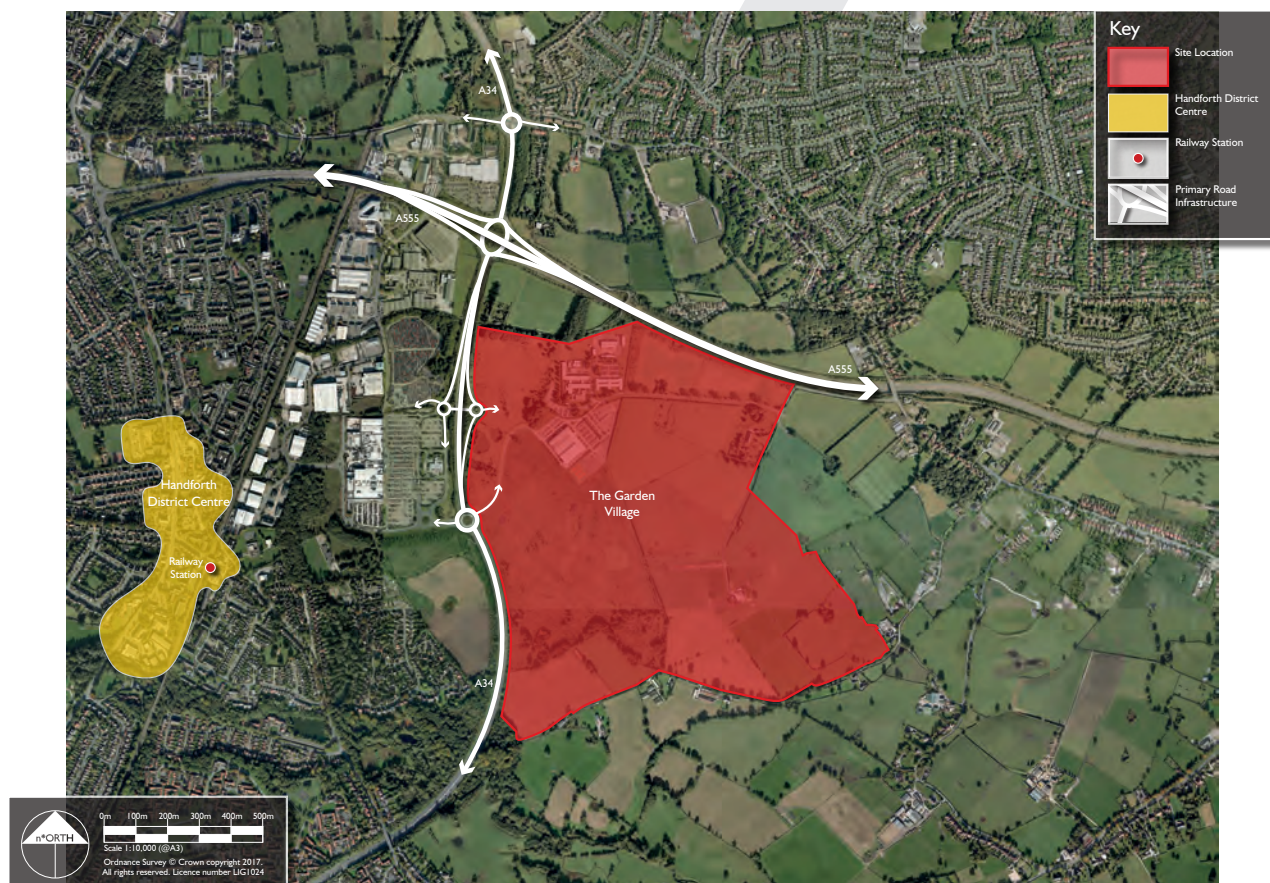 Key
Site Location
Handforth District
Centre
Railway Station
Primary Road
Infrastructure
A34
A555
A555
The Garden
Village
Handforth
District Centre
Railway
Station
A34
n*ORTH
0m 100m 200m 300m 400m 500m
Scale 1:10,000 (@A3)
Ordnance Survey © Crown copyright 2017.
All rights reserved. Licence number LIG1024